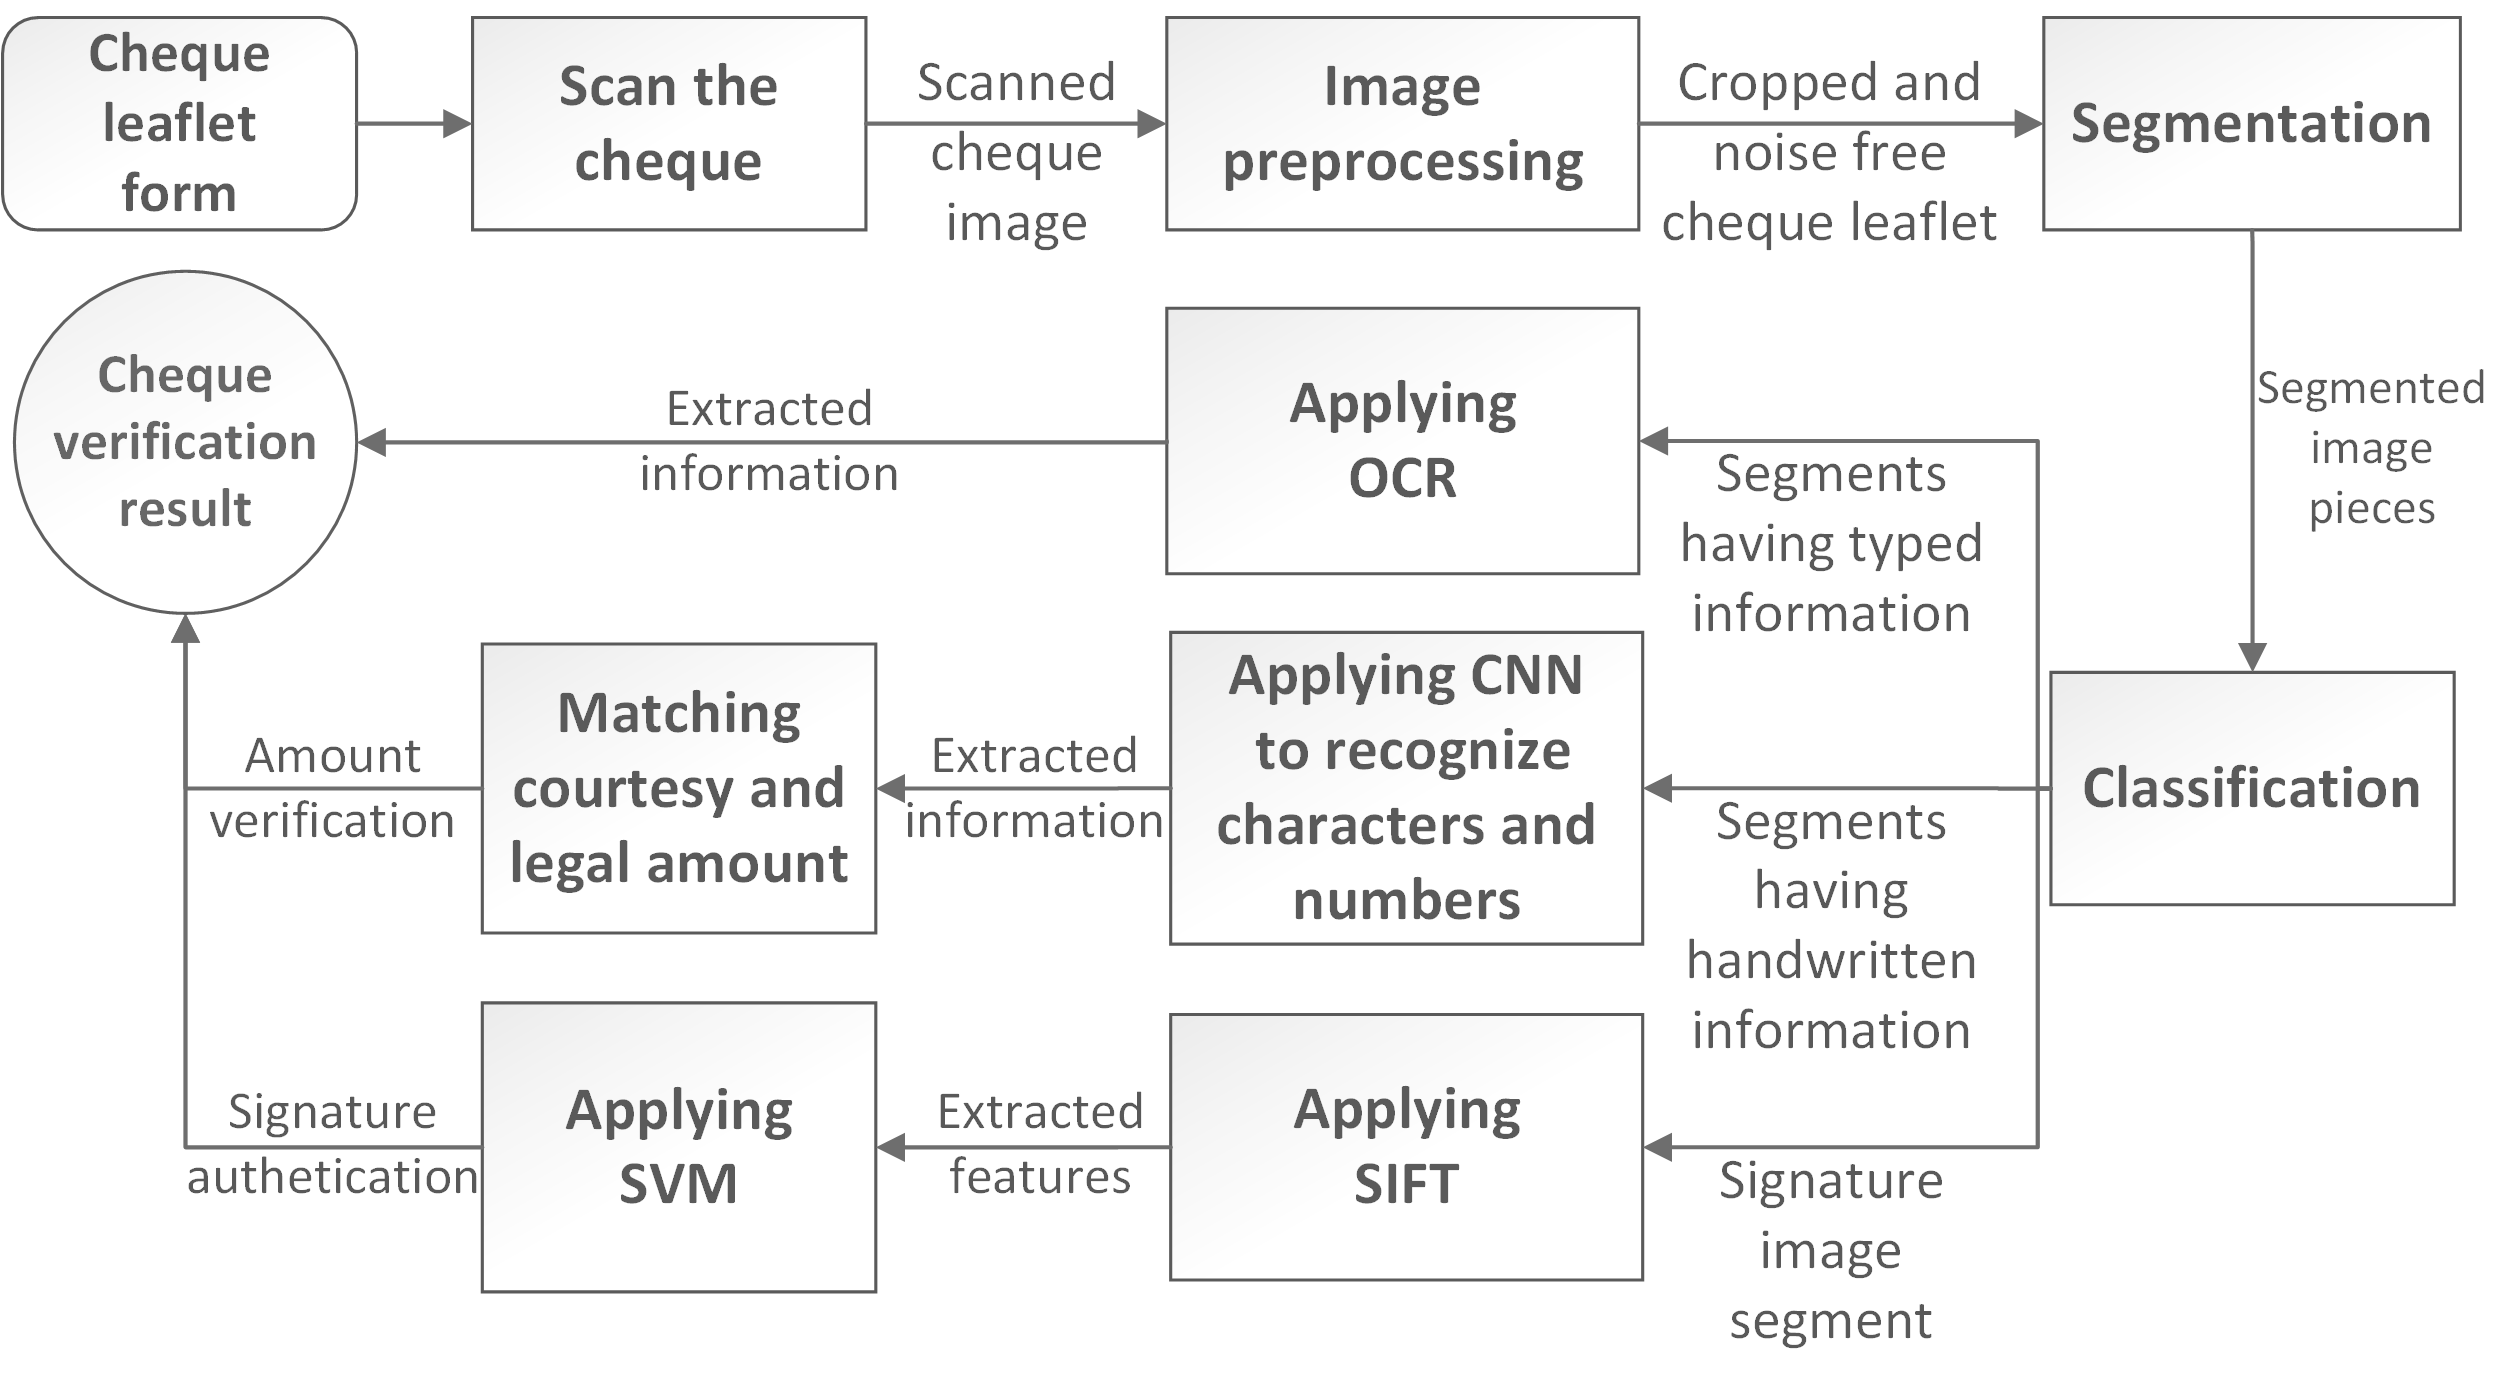 Cheque
leaflet
form
Scan the
cheque
Scanned
cheque
image
Image
preprocessing
Cropped and
noise free
cheque leaflet
Segmentation
Segmented
image
pieces
Classification
Segments
having typed
information
Applying
OCR
Extracted
information
Cheque
verification
result
Segments
having
handwritten
information
Applying CNN
to recognize
characters and
numbers
Extracted
information
Matching
courtesy and
legal amount
Amount
verification
Signature
image
segment
Applying
SIFT
Extracted
features
Applying
SVM
Signature
authetication